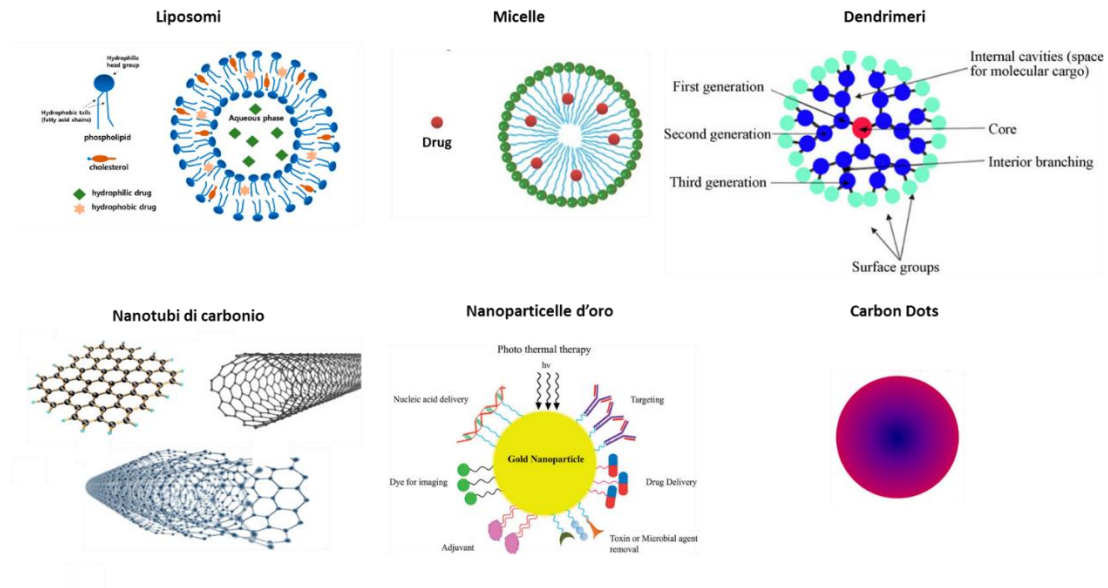 Liposomi
Hydrophilic
head group
Hydrophobic tails
(fatty acid chains)
phospholipid
cholesterol
hydrophilic drug
hydrophobic drug
Aqueous phase
Micelle
Drug
Dendrimeri
Internal cavities (space
for molecular cargo)
First generation
Second generation
Core
Interior branching
Third generation
Surface groups
Nanotubi di carbonio
Nanoparticelle d'oro
Photo thermal therapy
hv
Nucleic acid delivery
Targeting
Gold Nanoparticle
Dye for imaging
Drug Delivery
Adjuvant
Toxin or Microbial agent
removal
Carbon Dots